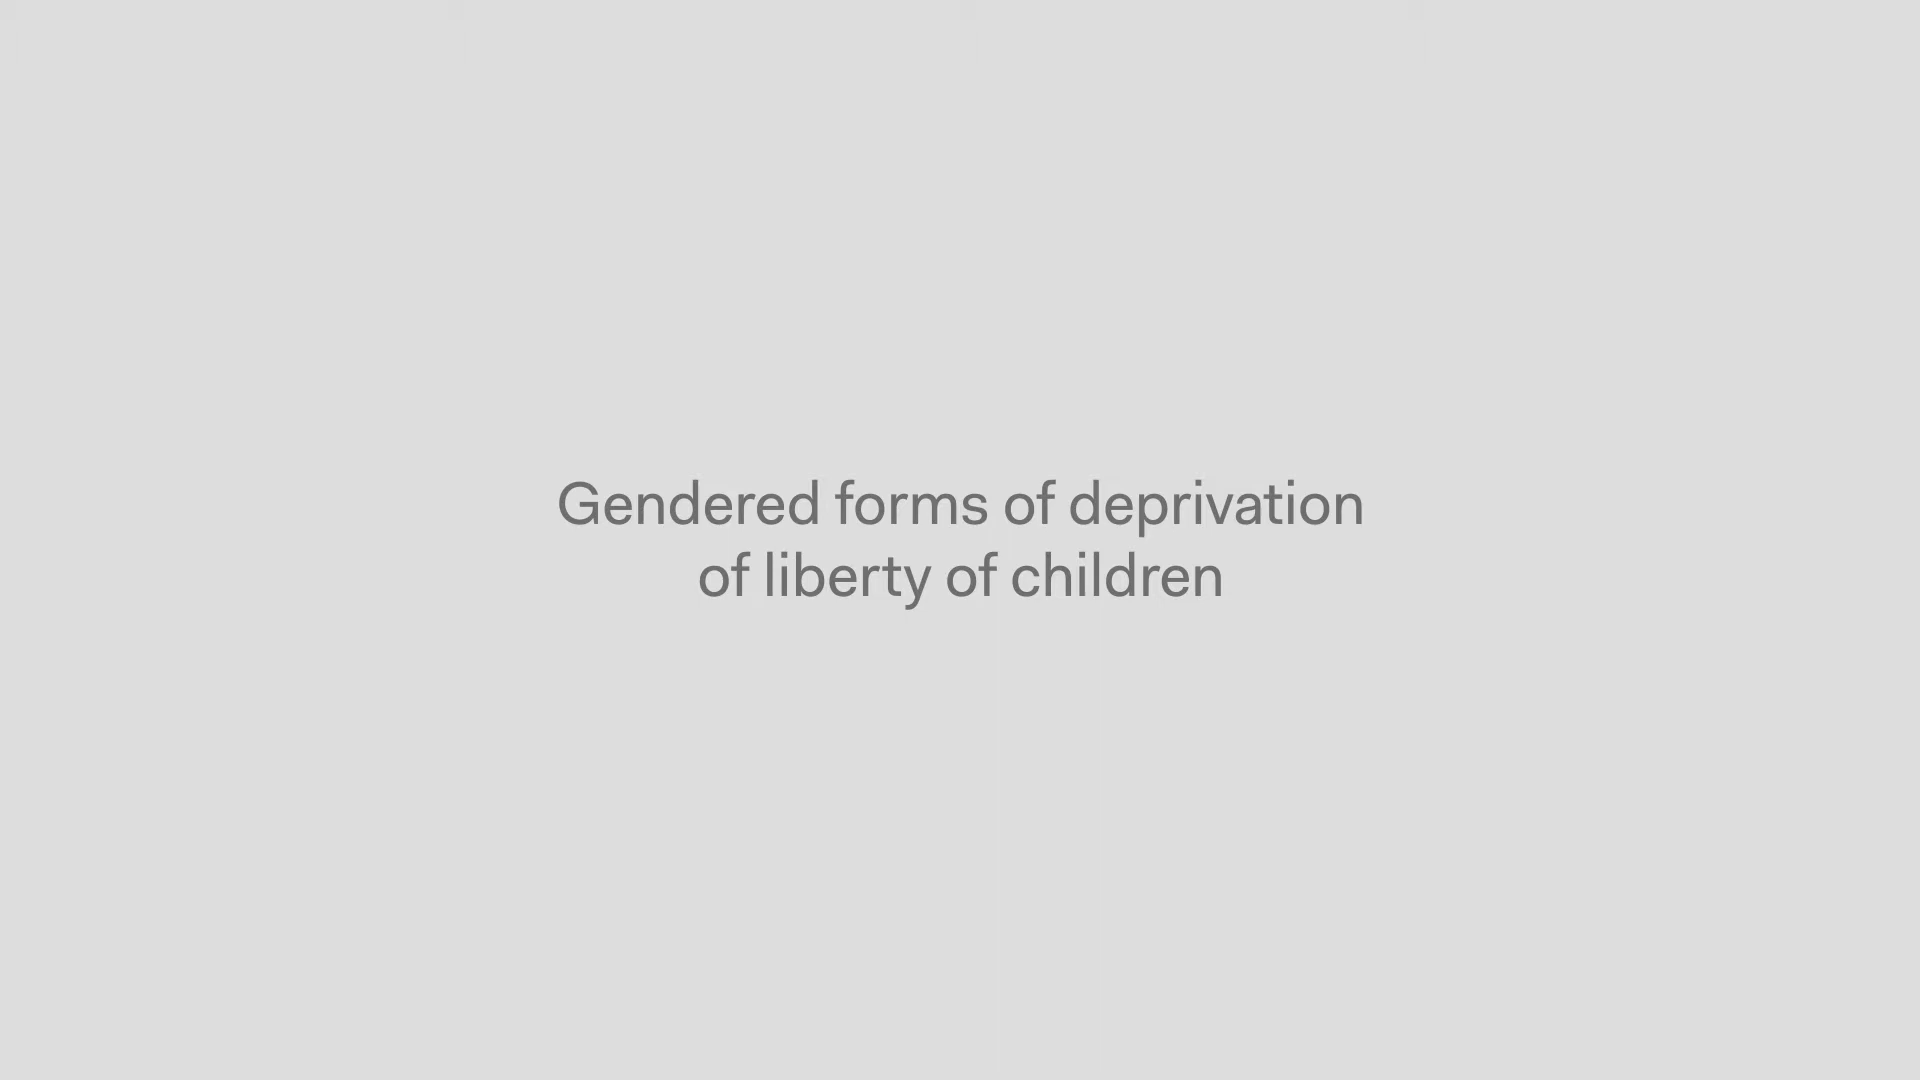 Gendered forms of deprivation
of liberty of children